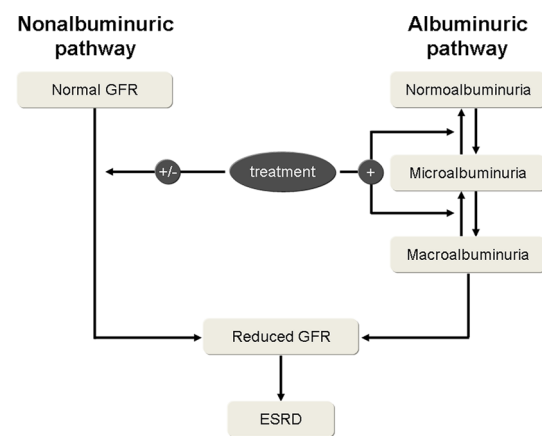 Nonalbuminuric
pathway
Albuminuric
pathway
Normal GFR
Normoalbuminuria
+/-
treatment
+
Microalbuminuria
Macroalbuminuria
Reduced GFR
ESRD